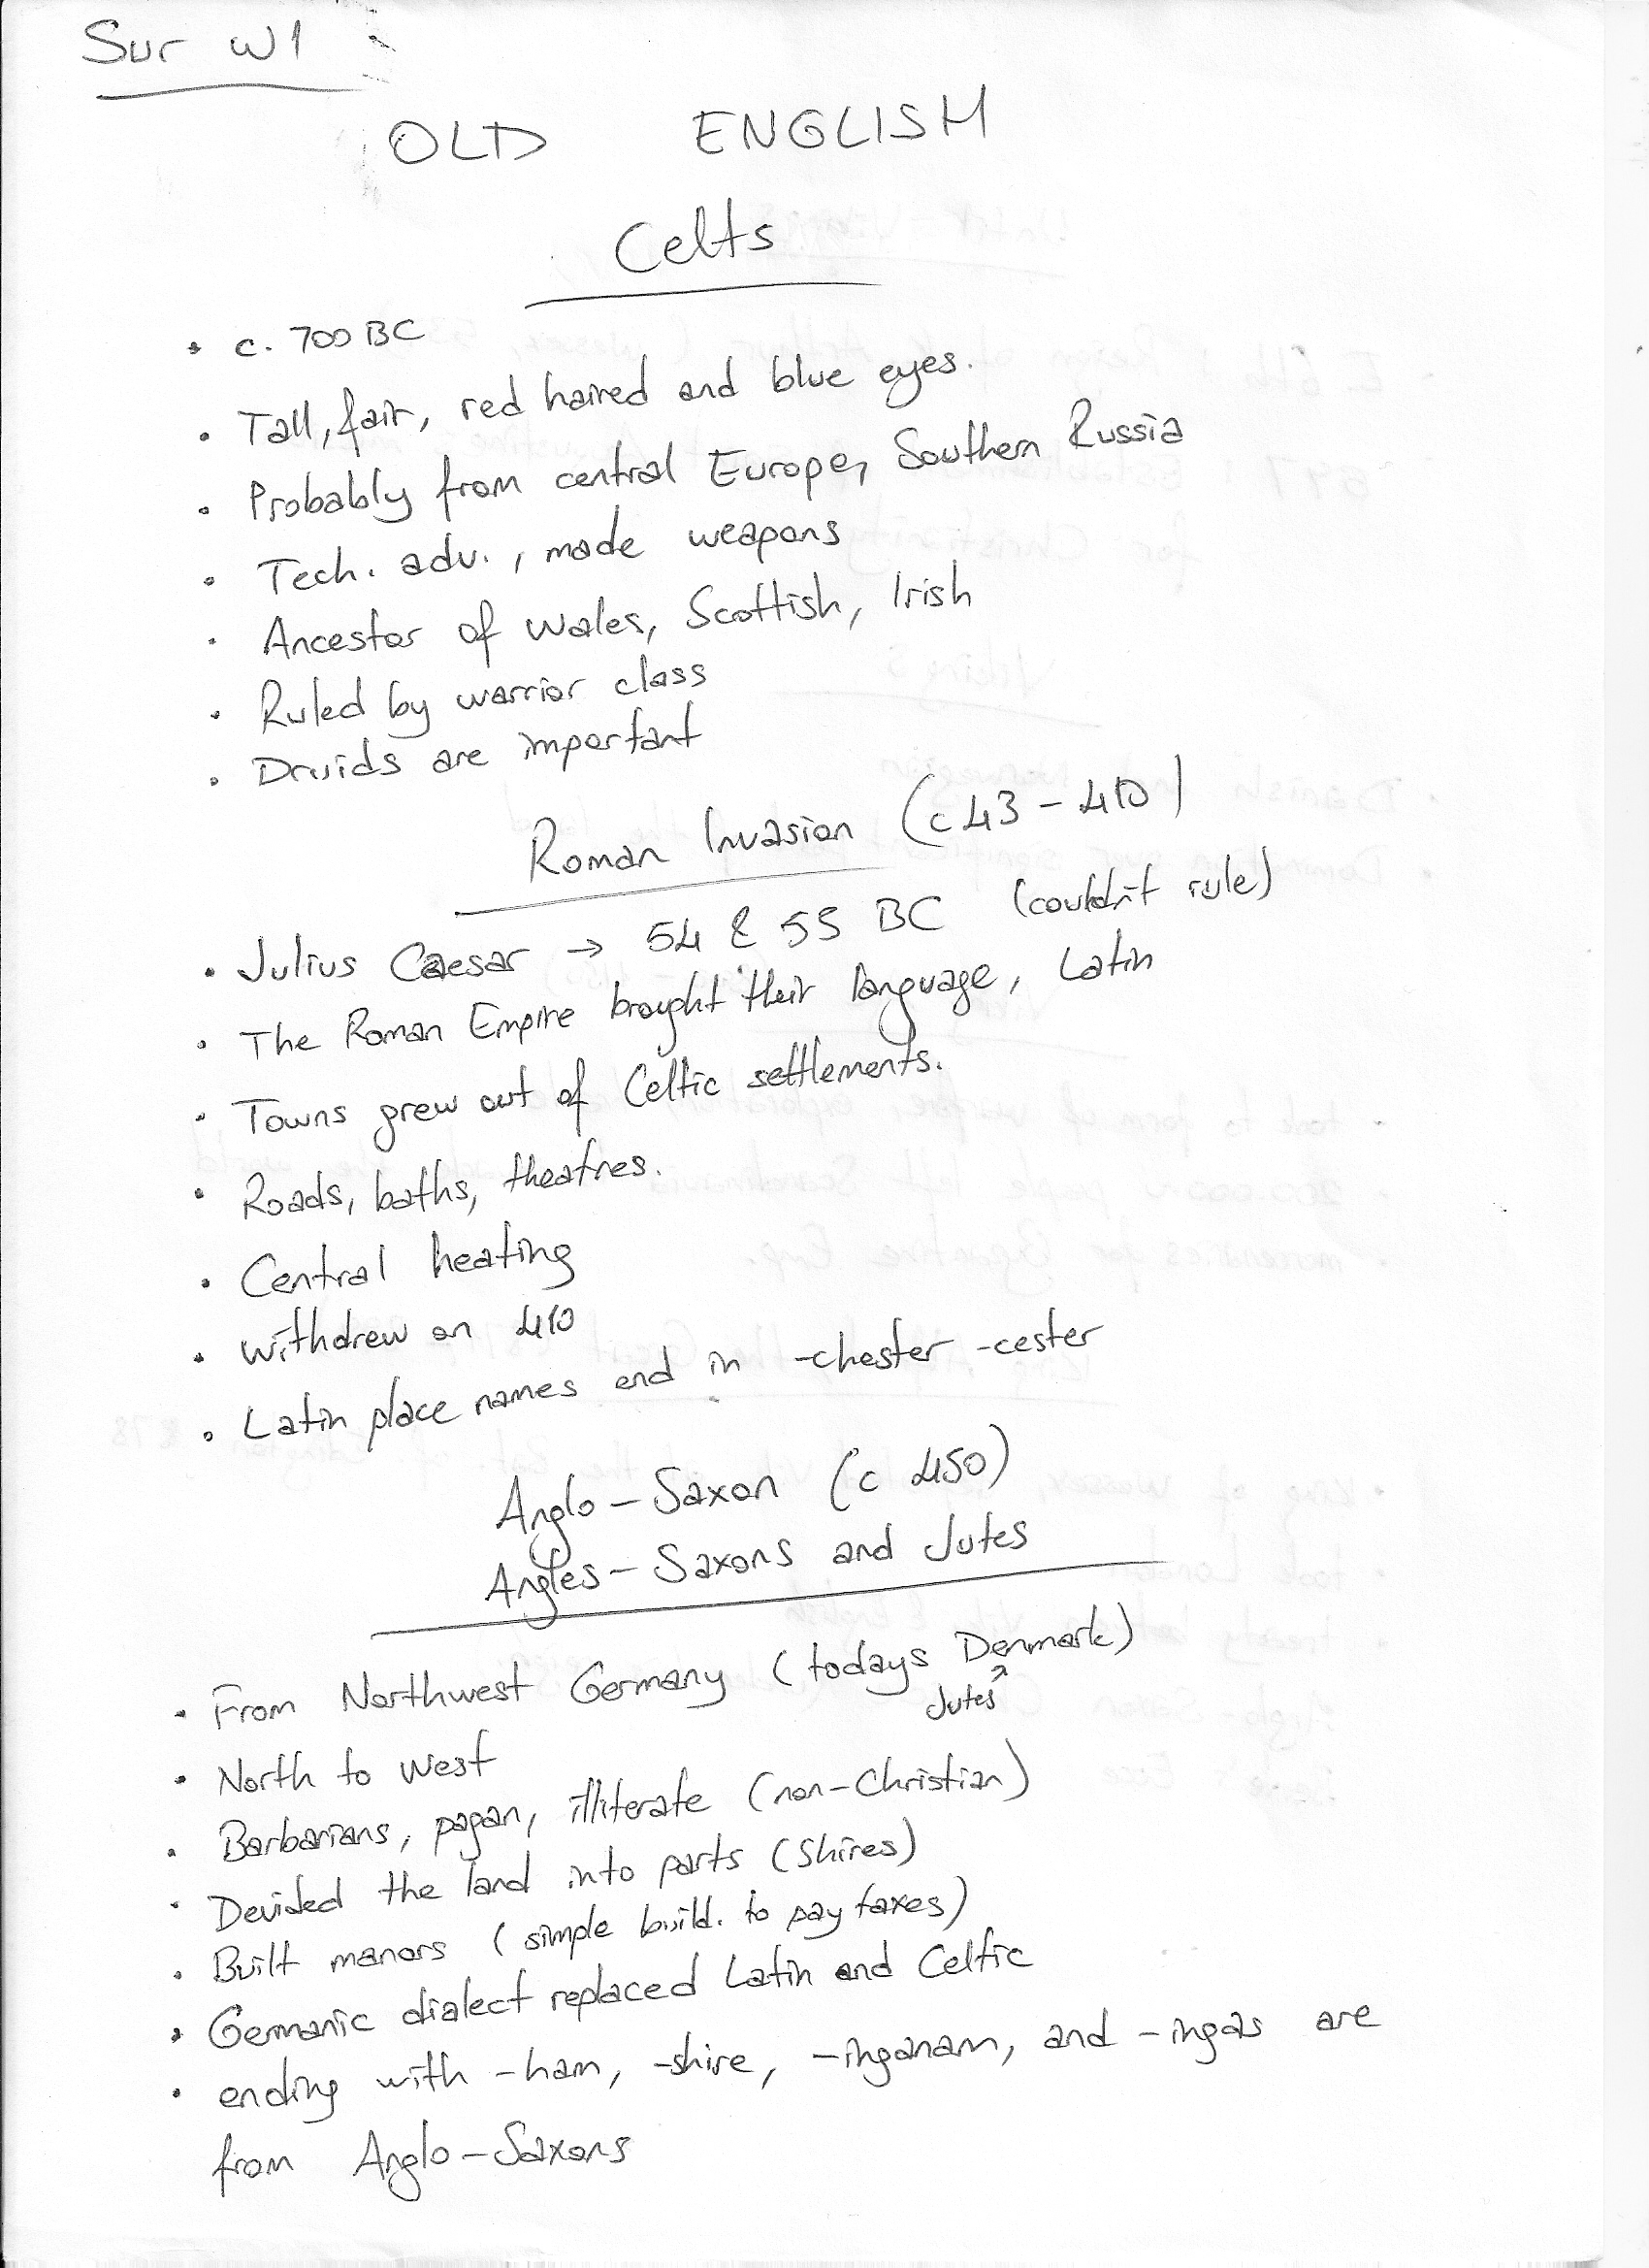 Sur W1
OLD ENGLISH
Celts
• c. 700 BC
• Tall, fair, red haired and blue eyes.
• Probably from central Europe, Southern Russia
• Tech. adv., made weapons
• Ancestor of Wales, Scottish, Irish
• Ruled by warrior class
• Druids are important
Roman Invasion (c 43 - 410)
• Julius Caesar → 54 & 55 BC (couldn't rule)
• The Roman Empire brought their language, Latin
• Towns grew out of Celtic settlements.
• Roads, baths, theatres.
• Central heating
• Withdrew on 410
• Latin place names end in -chester -cester
Anglo - Saxon (c 450)
Angles - Saxons and Jutes
• From Northwest Germany (todays Denmark)
Jutes ↗
• North to West
• Barbarians, pagan, illiterate (non-Christian)
• Devided the land into parts (Shires)
• Built manors (simple build. to pay taxes)
• Germanic dialect replaced Latin and Celtic
• ending with -ham, -shire, -inganam, and -ingas are
from Anglo - Saxons